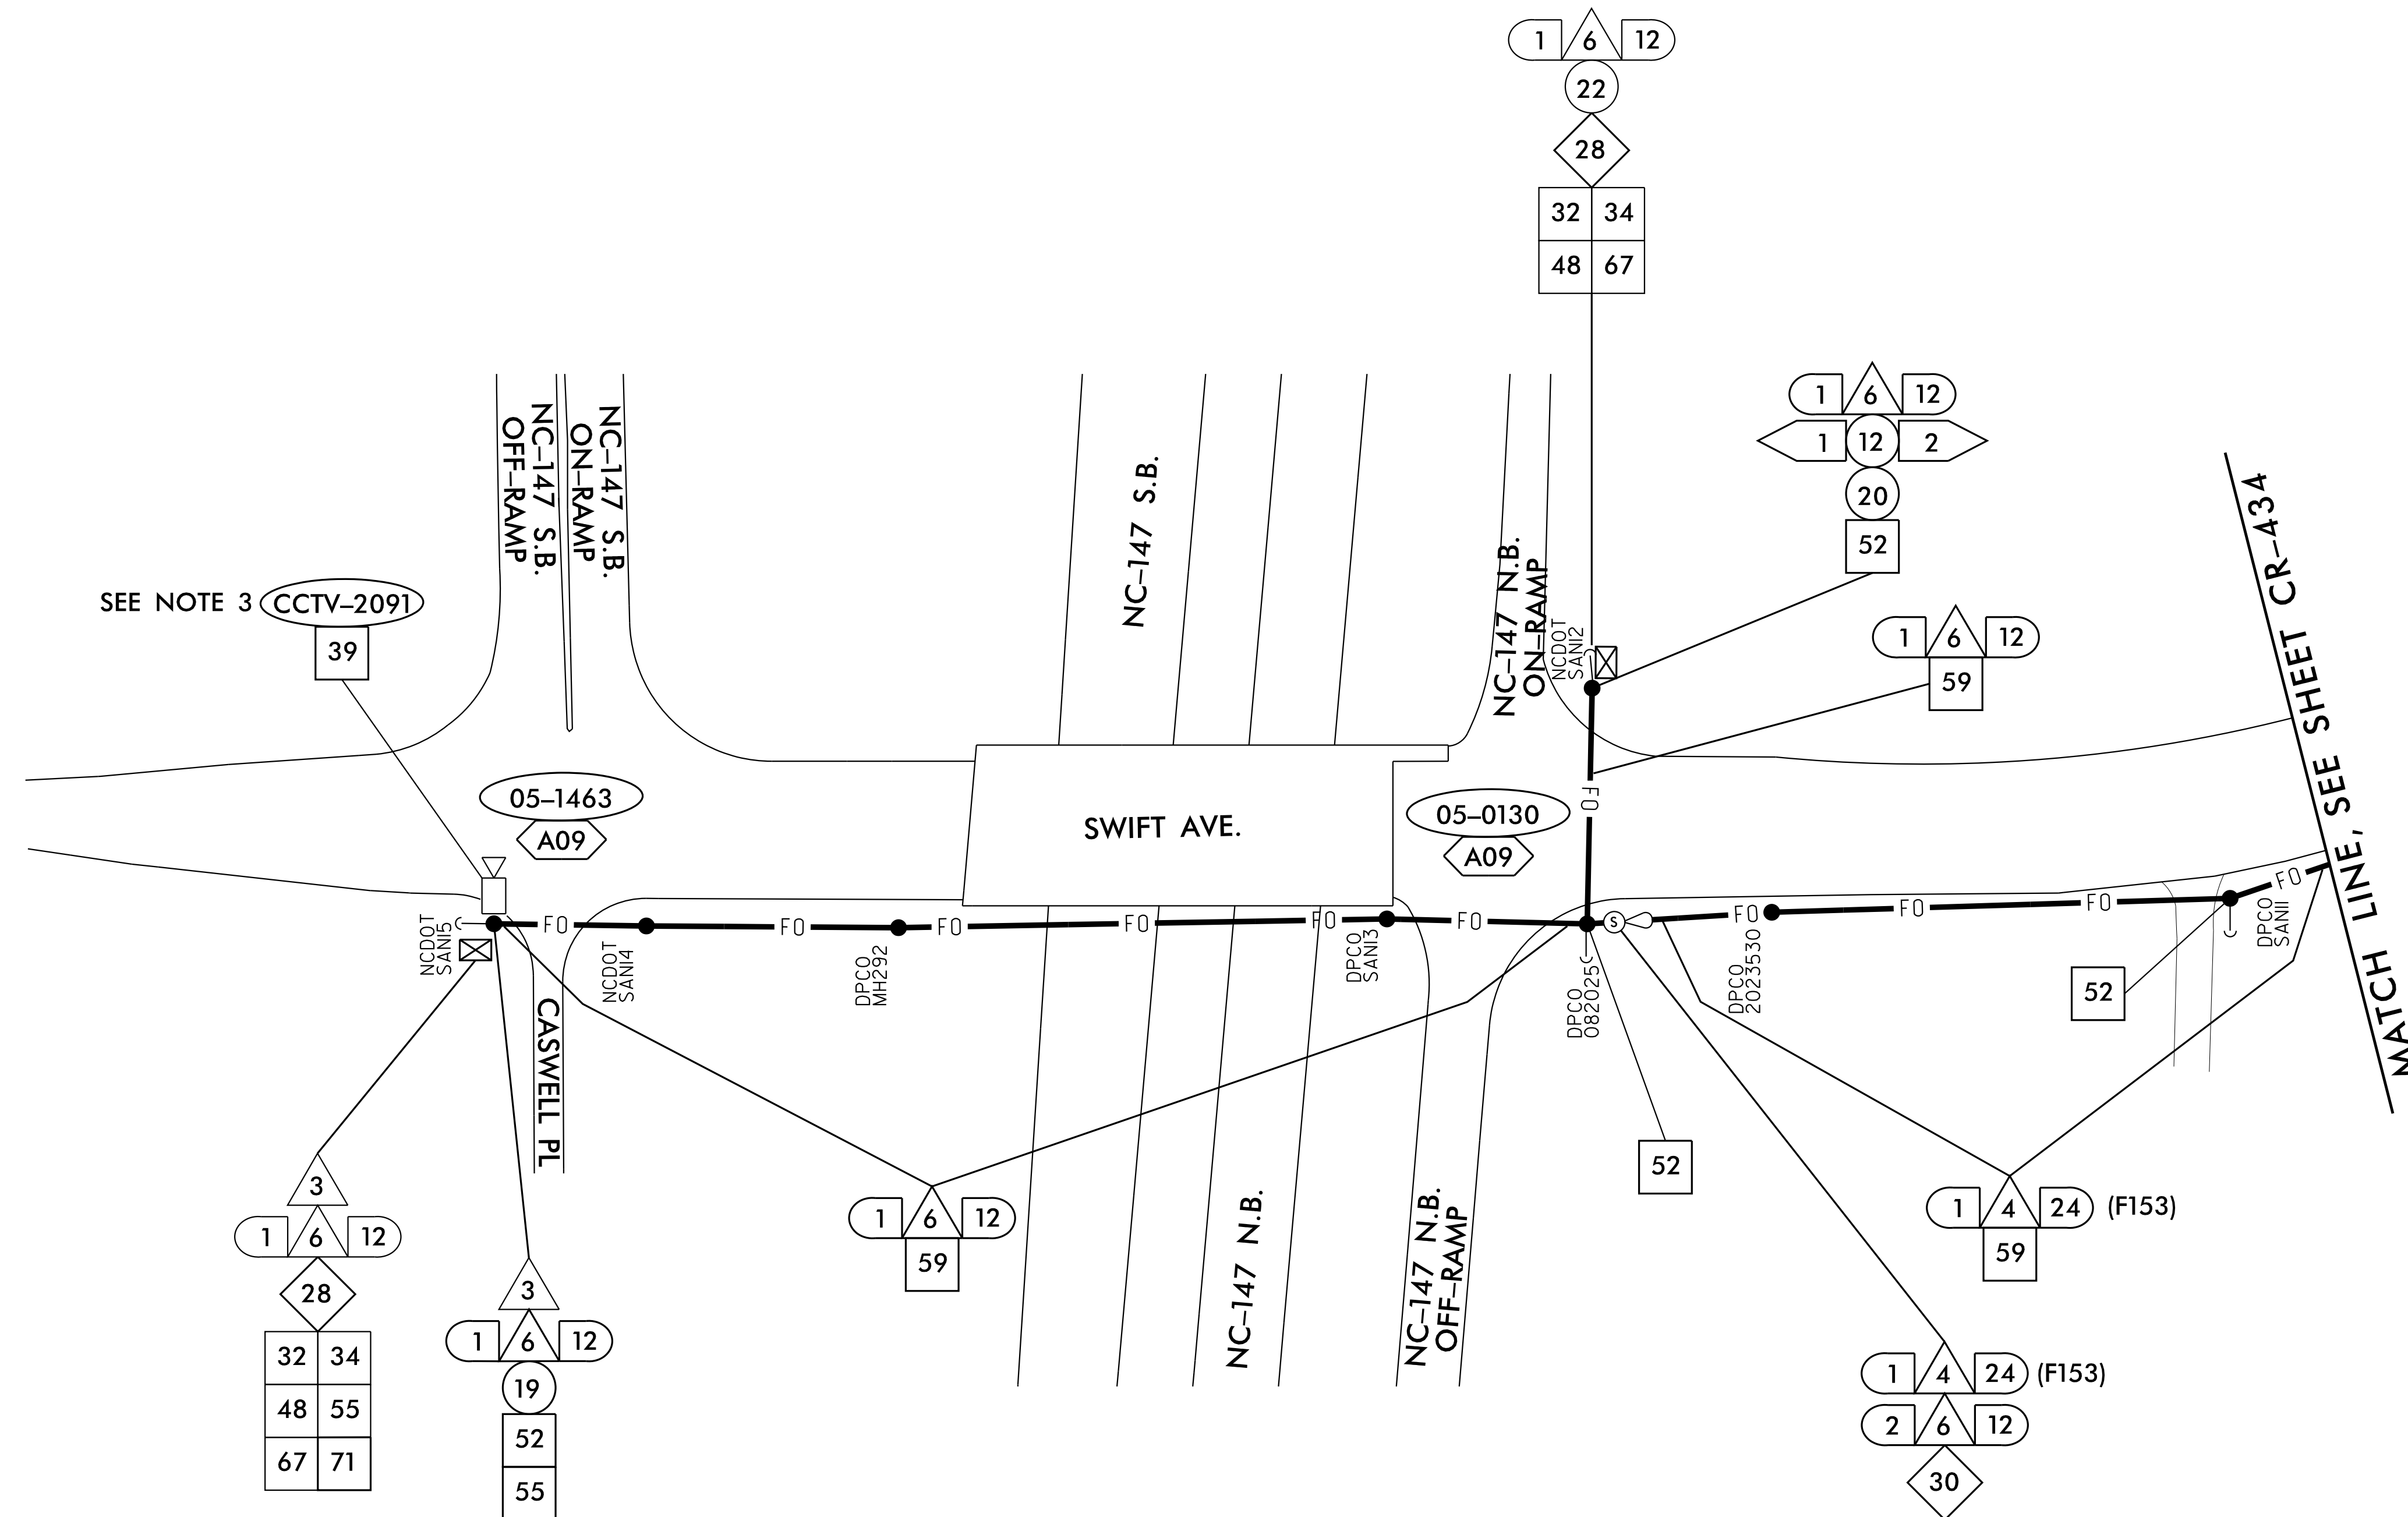 1 6 12
22
28
32 34
48 67
1 6 12
1 12 2
20
52
1 6 12
59
NC–147 S.B.
OFF–RAMP
NC–147 S.B.
ON–RAMP
NC–147 S.B.
NC–147 N.B.
ON–RAMP
NCDOT
SAN12
SEE NOTE 3 CCTV–2091
39
MATCH LINE, SEE SHEET CR–434
05–1463
A09
SWIFT AVE.
05–0130
A09
FO
NCDOT
SAN15
FO
NCDOT
SAN14
FO
DPCO
MH292
FO
FO
FO
DPCO
SAN13
FO
DPCO
082025
S
FO
DPCO
2023530
FO
FO
FO
DPCO
SAN11
52
CASWELL PL
52
3
1 6 12
28
32 34
48 55
67 71
3
1 6 12
19
52
55
1 6 12
59
NC–147 N.B.
NC–147 N.B.
OFF–RAMP
1 4 24 (F153)
59
1 4 24 (F153)
2 6 12
30